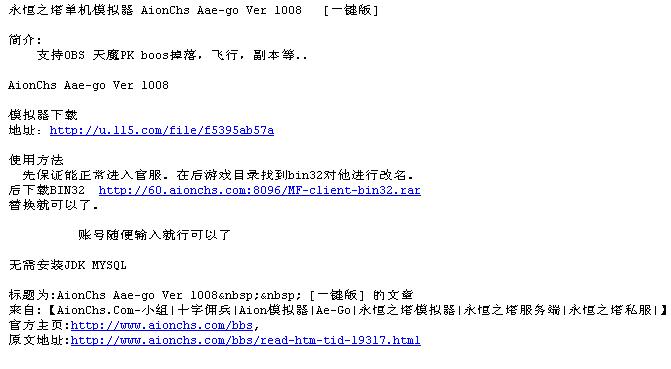 永恒之塔单机模拟器 AionChs Aae-go Ver 1008   [一键版]
简介:
支持OBS 天魔PK boos掉落，飞行，副本等..
AionChs Aae-go Ver 1008
模拟器下载
地址: http://u.115.com/file/f5395ab57a
使用方法
先保证能正常进入官服。在后游戏目录找到bin32对他进行改名。
后下载BIN32  http://60.aionchs.com:8096/MF-client-bin32.rar
替换就可以了。
账号随便输入就行可以了
无需安装JDK MYSQL
标题为:AionChs Aae-go Ver 1008&nbsp;&nbsp; [一键版] 的文章
来自:【AionChs.Com-小组|十字佣兵|Aion模拟器|Ae-Go|永恒之塔模拟器|永恒之塔服务端|永恒之塔私服|】
官方主页:http://www.aionchs.com/bbs,
原文地址:http://www.aionchs.com/bbs/read-htm-tid-19317.html